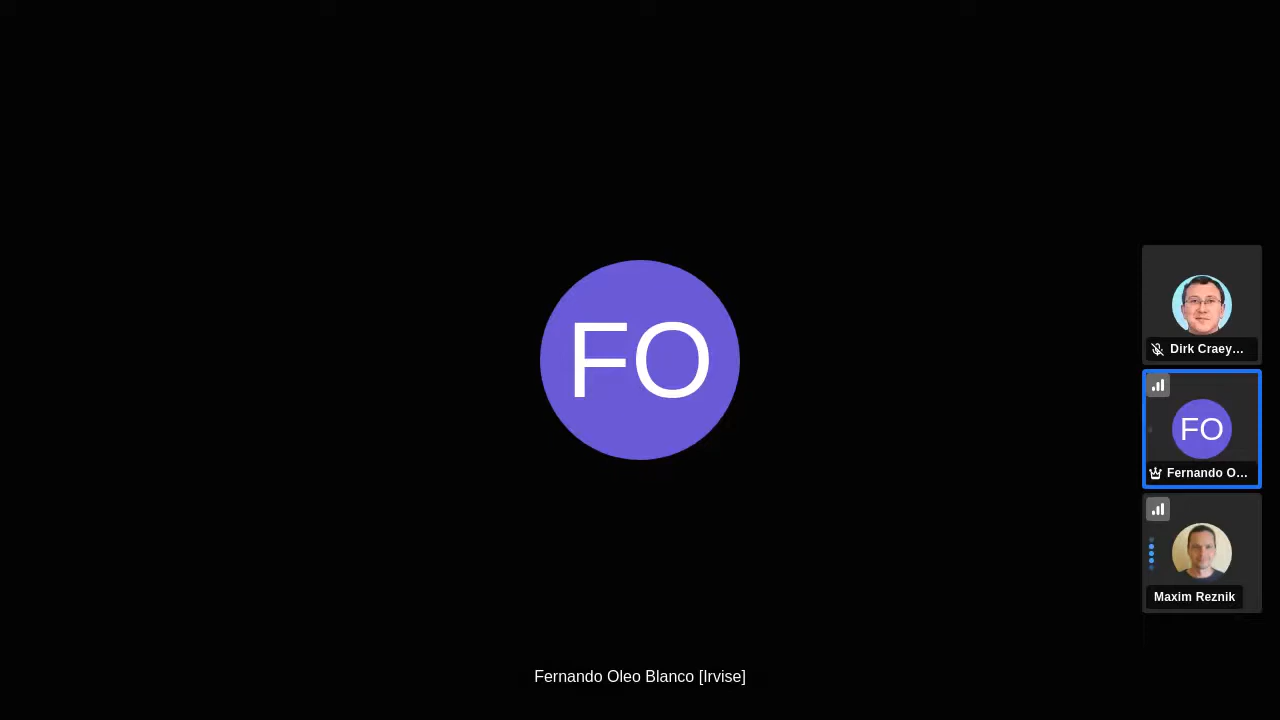 FO
Dirk Craey...
FO
Fernando O...
Maxim Reznik
Fernando Oleo Blanco [Irvise]